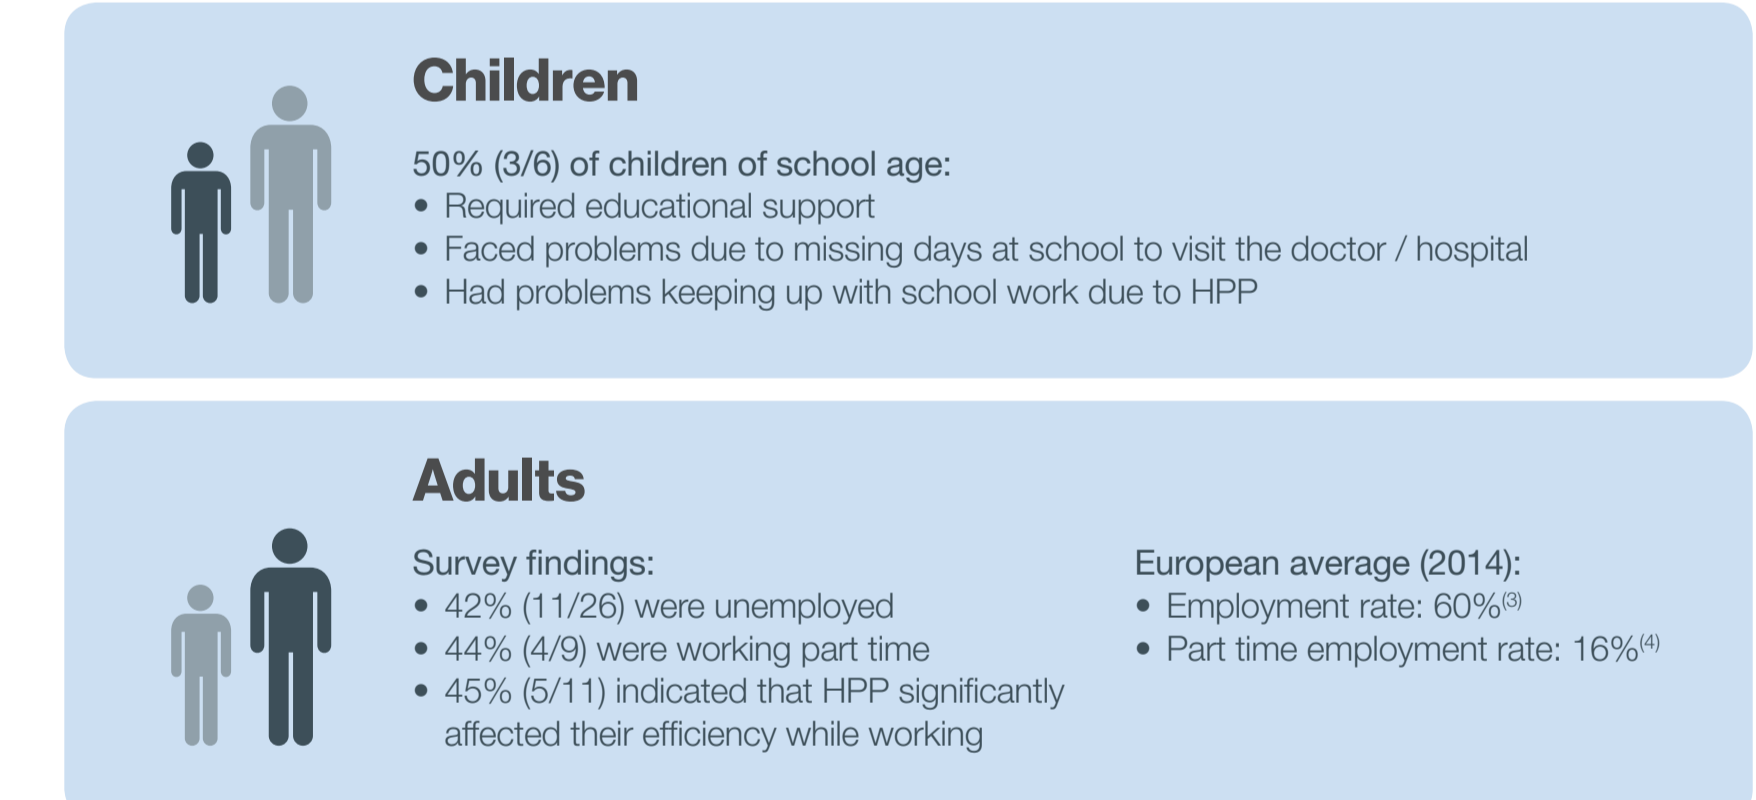 Children
50% (3/6) of children of school age:
• Required educational support
• Faced problems due to missing days at school to visit the doctor / hospital
• Had problems keeping up with school work due to HPP
Adults
Survey findings:
• 42% (11/26) were unemployed
• 44% (4/9) were working part time
• 45% (5/11) indicated that HPP significantly
affected their efficiency while working
European average (2014):
• Employment rate: 60%(3)
• Part time employment rate: 16%(4)